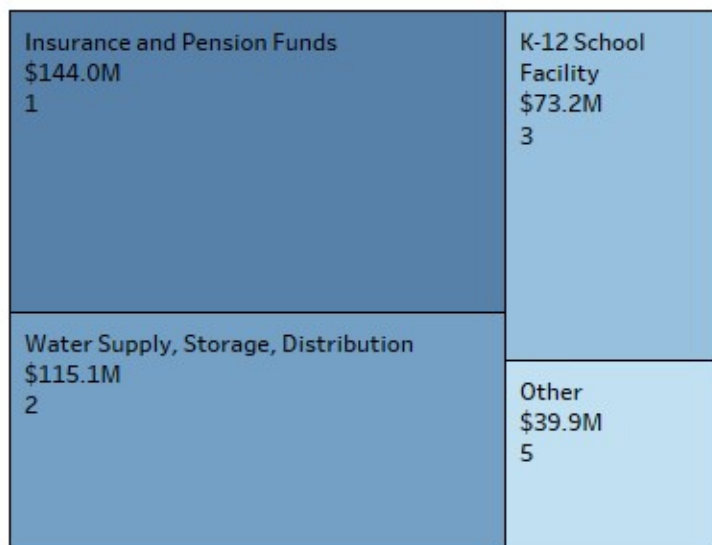 Insurance and Pension Funds
$144.0M
1
Water Supply, Storage, Distribution
$115.1M
2
K-12 School
Facility
$73.2M
3
Other
$39.9M
5